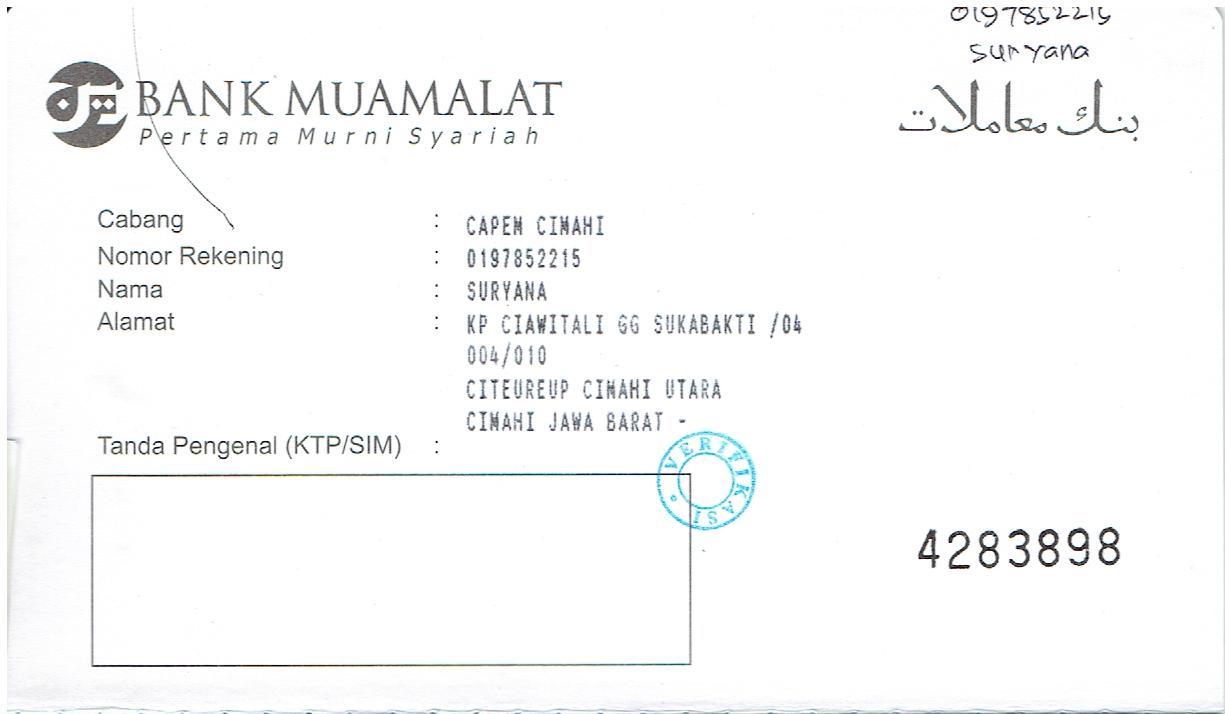 0197852215
suryana
BANK MUAMALAT
Pertama Murni Syariah
بنك معاملات
Cabang : CAPEM CIMAHI
Nomor Rekening : 0197852215
Nama : SURYANA
Alamat : KP CIAWITALI GG SUKABAKTI /04
004/010
CITEUREUP CIMAHI UTARA
CIMAHI JAWA BARAT -
Tanda Pengenal (KTP/SIM) :
VERIFIKASI
4283898